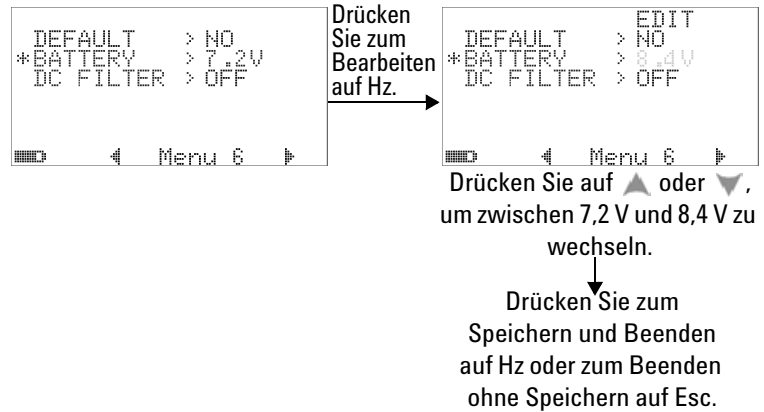 DEFAULT > NO
*BATTERY > 7.2V
DC FILTER > OFF
Menu 6
Drücken
Sie zum
Bearbeiten
auf Hz.
EDIT
DEFAULT > NO
*BATTERY > 8.4V
DC FILTER > OFF
Menu 6
Drücken Sie auf ▲ oder ▼,
um zwischen 7,2 V und 8,4 V zu
wechseln.
Drücken Sie zum
Speichern und Beenden
auf Hz oder zum Beenden
ohne Speichern auf Esc.